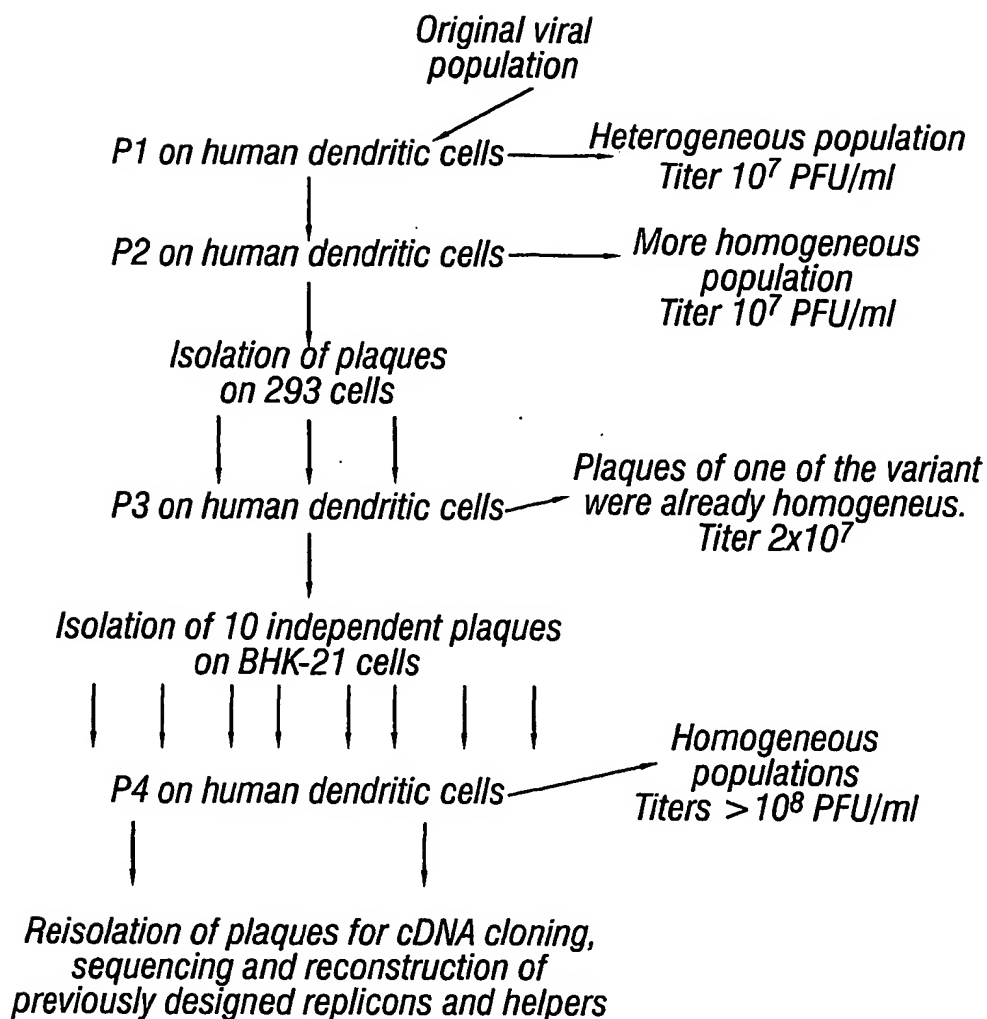 Original viral
population
P1 on human dendritic cells
Heterogeneous population
Titer 10⁷ PFU/ml
P2 on human dendritic cells
More homogeneous
population
Titer 10⁷ PFU/ml
Isolation of plaques
on 293 cells
P3 on human dendritic cells
Plaques of one of the variant
were already homogeneus.
Titer 2x10⁷
Isolation of 10 independent plaques
on BHK-21 cells
P4 on human dendritic cells
Homogeneous
populations
Titers >10⁸ PFU/ml
Reisolation of plaques for cDNA cloning,
sequencing and reconstruction of
previously designed replicons and helpers